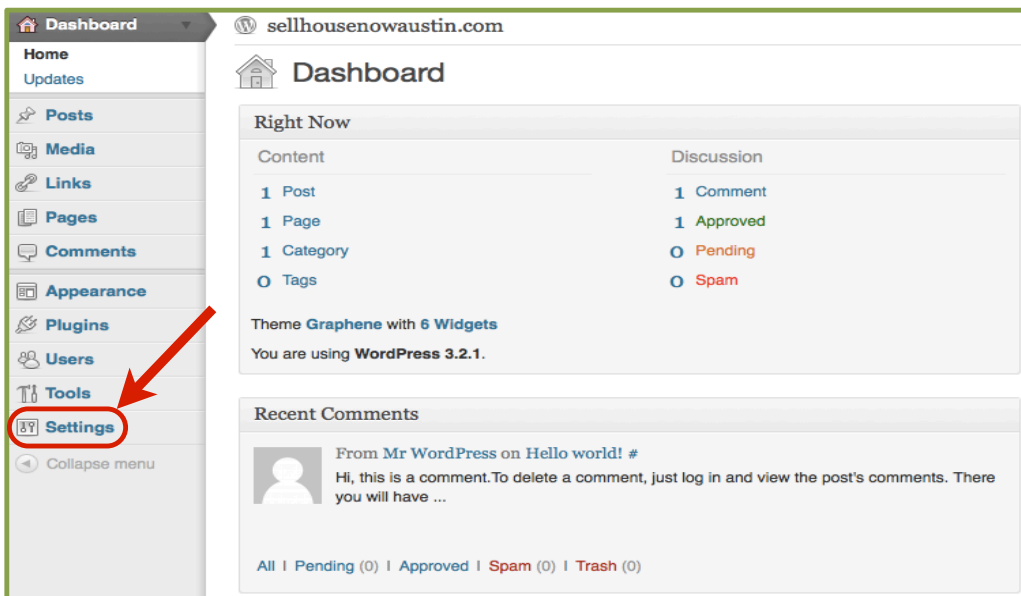 Dashboard
Home
Updates
Posts
Media
Links
Pages
Comments
Appearance
Plugins
Users
Tools
Settings
Collapse menu
sellhousenowaustin.com
Dashboard
Right Now
Content
1 Post
1 Page
1 Category
0 Tags
Discussion
1 Comment
1 Approved
0 Pending
0 Spam
Theme Graphene with 6 Widgets
You are using WordPress 3.2.1.
Recent Comments
From Mr WordPress on Hello world! #
Hi, this is a comment.To delete a comment, just log in and view the post's comments. There
you will have ...
All | Pending (0) | Approved | Spam (0) | Trash (0)